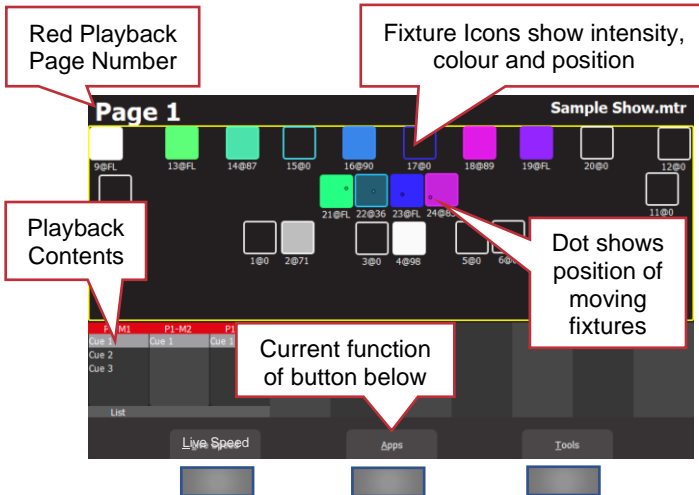 Red Playback
Page Number
Fixture Icons show intensity,
colour and position
Page 1
Sample Show.mtr
9@FL 13@FL 14@87 15@0 16@90 17@0 18@89 19@FL 20@0 12@0
21@FL 22@36 23@FL 24@83 11@0
1@0 2@71 3@0 4@98 5@0
Playback
Contents
Dot shows
position of
moving
fixtures
P1-M2
Cue 1 Cue 1 Cue 1
Cue 2
Cue 3
List
Current function
of button below
Live Speed Apps Tools